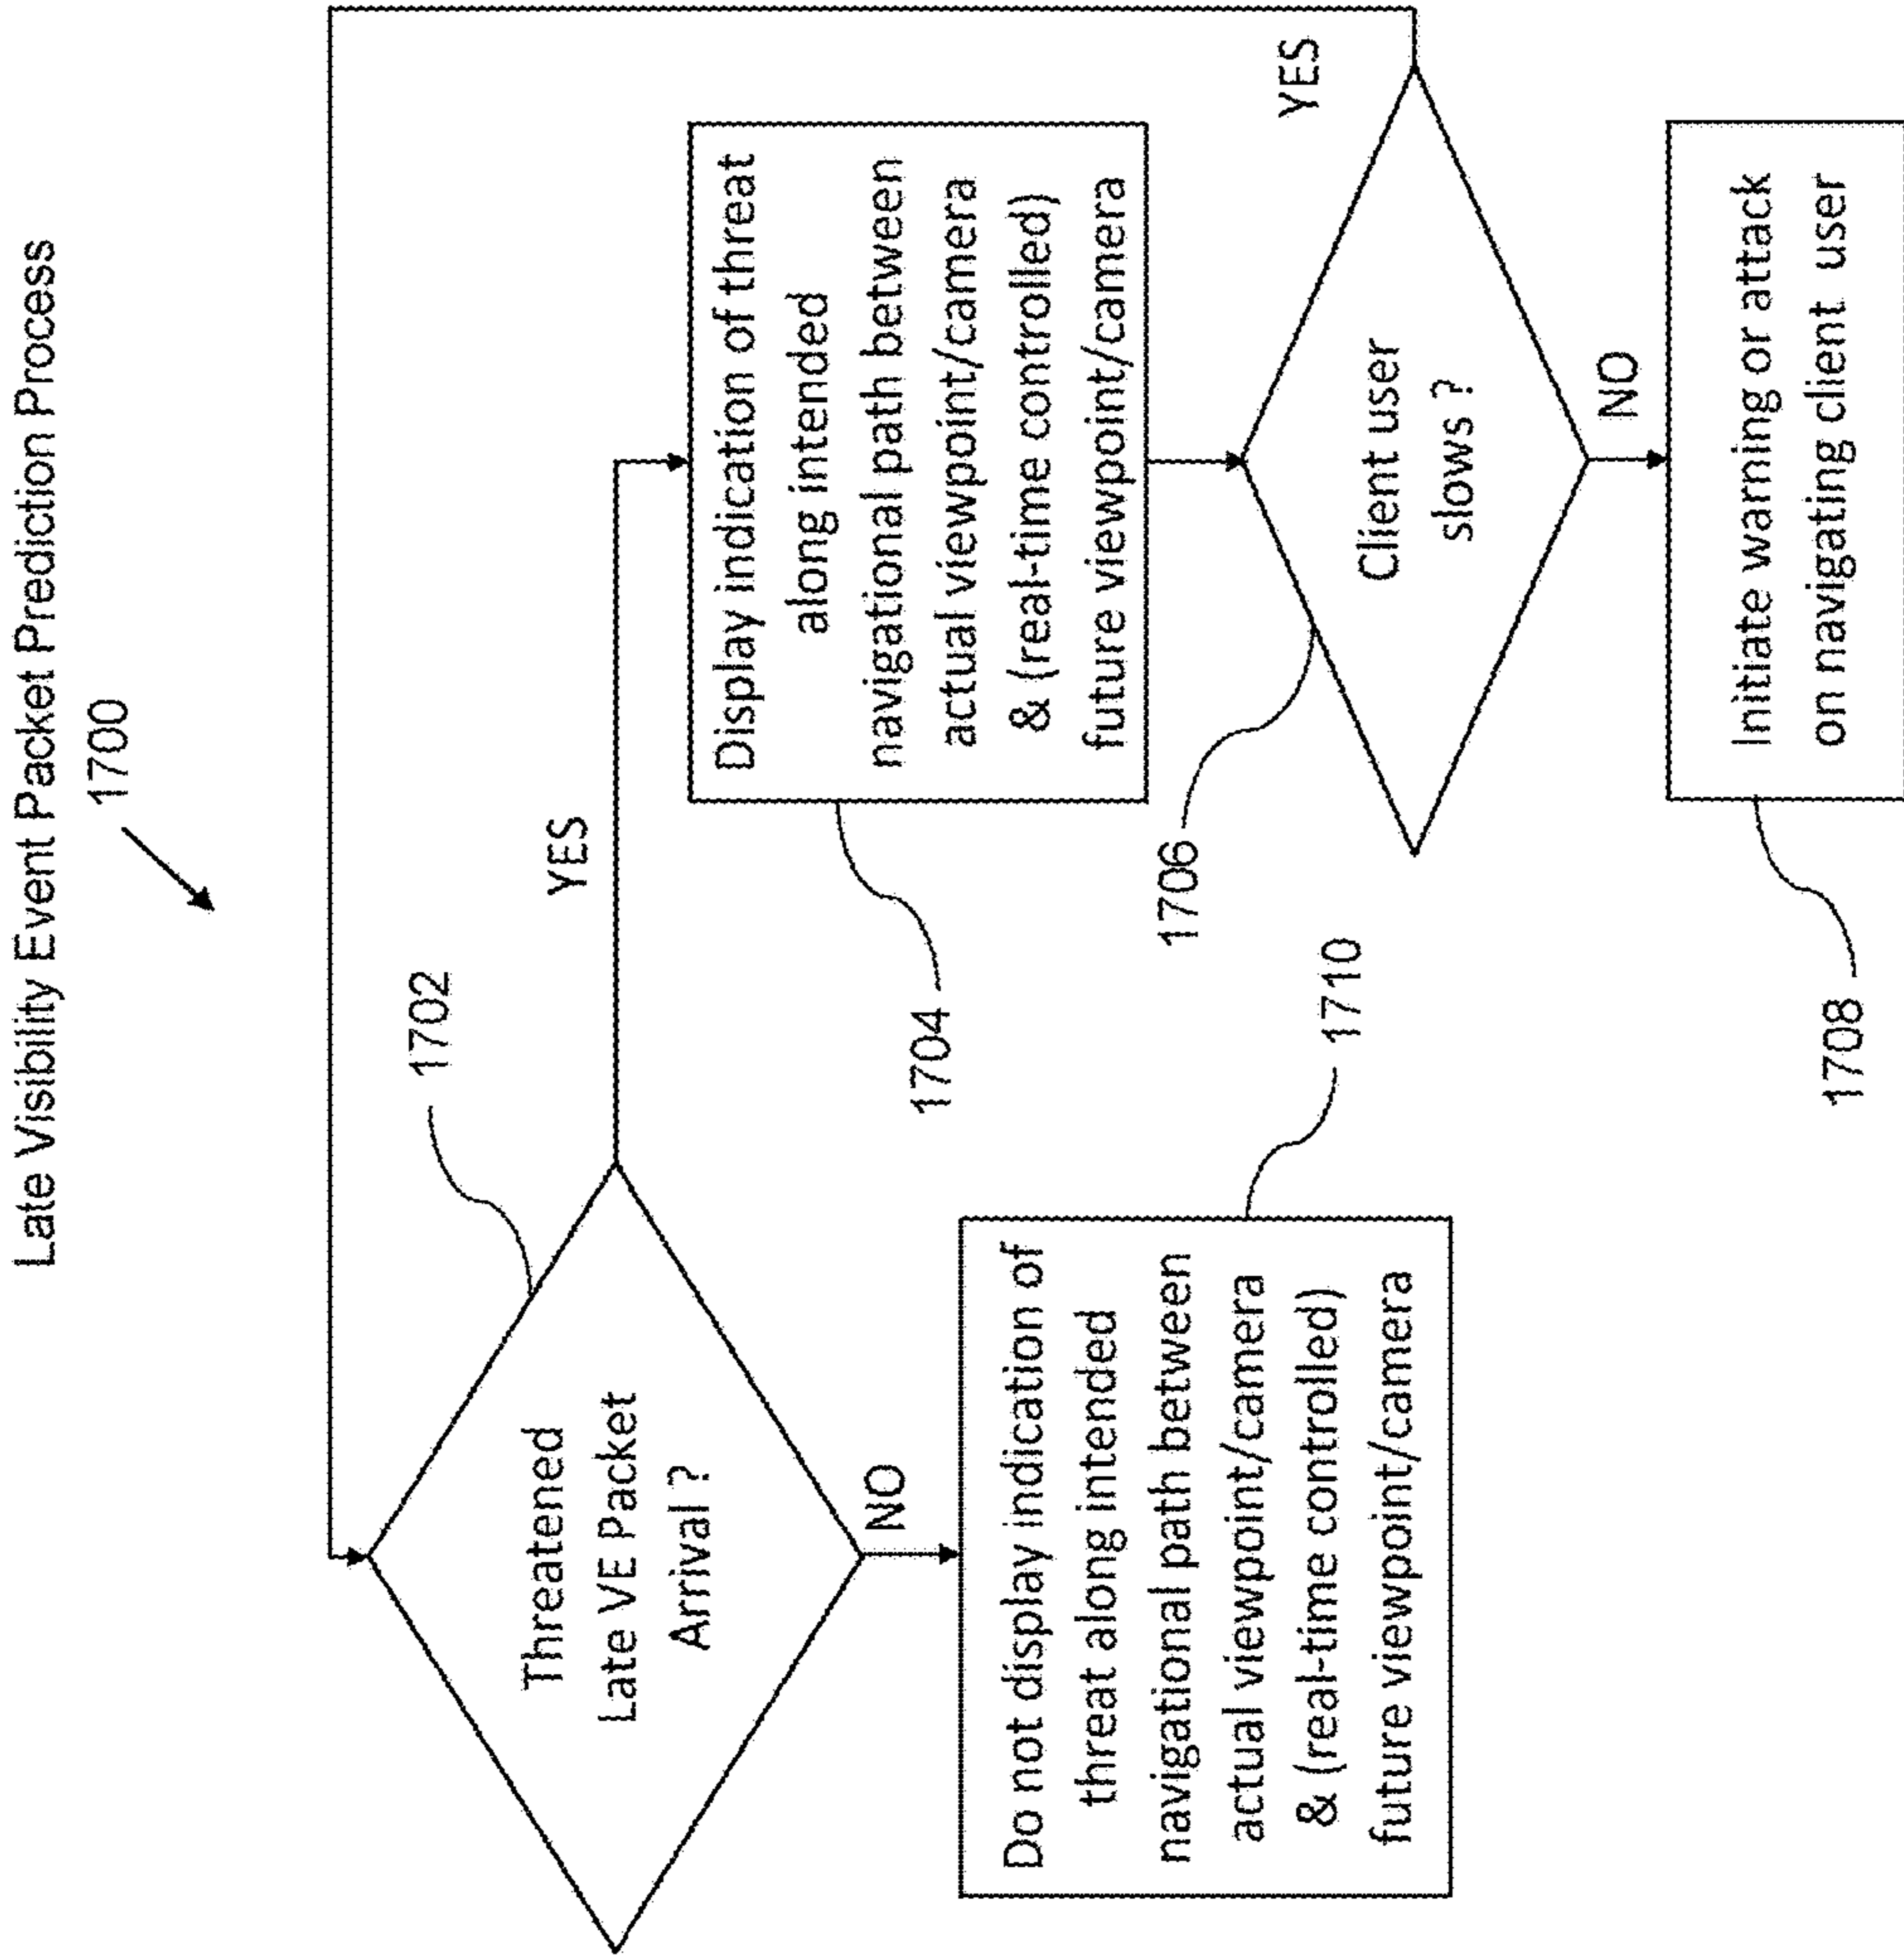 Late Visibility Event Packet Prediction Process
1700
1702
Threatened
Late VE Packet
Arrival ?
YES
NO
Display indication of threat
along intended
navigational path between
actual viewpoint/camera
& (real-time controlled)
future viewpoint/camera
1704
1710
Do not display indication of
threat along intended
navigational path between
actual viewpoint/camera
& (real-time controlled)
future viewpoint/camera
1706
Client user
slows ?
YES
NO
1708
Initiate warning or attack
on navigating client user